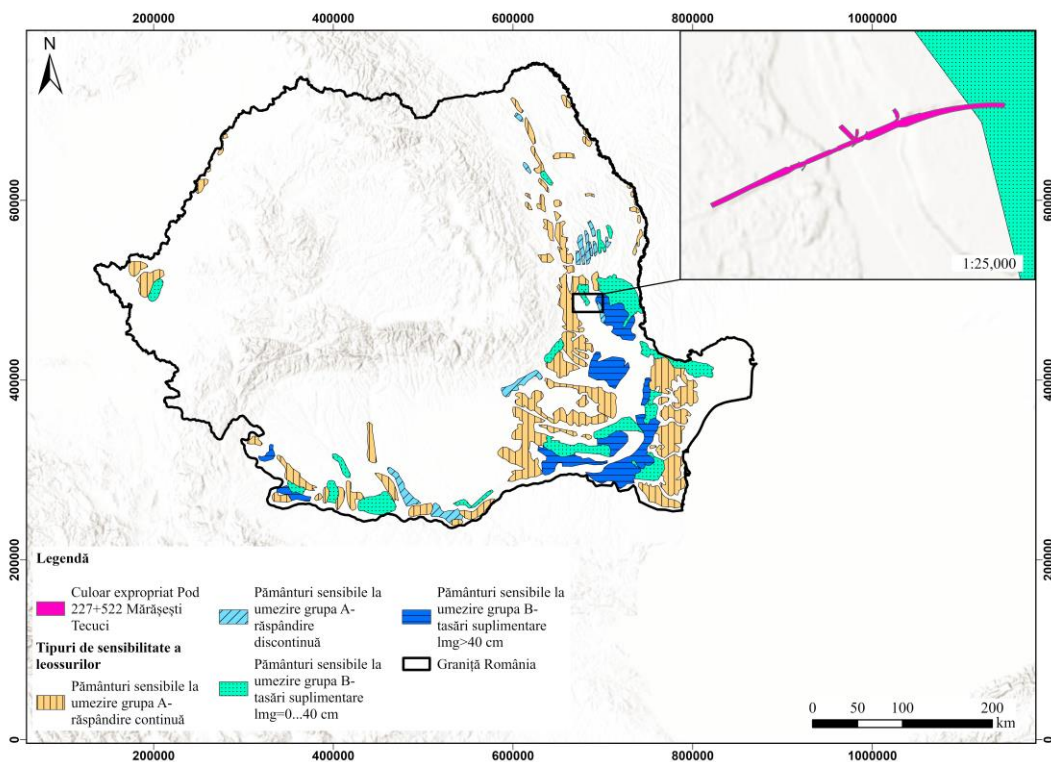 200000 400000 600000 800000 1000000
N
600000
400000
200000
0
600000
400000
200000
0
1:25,000
Legendă
Culoar expropriat Pod
227+522 Mărășești
Tecuci
Tipuri de sensibilitate a
leossurilor
Pământuri sensibile la
umezire grupa A-
răspândire continuă
Pământuri sensibile la
umezire grupa A-
răspândire
discontinuă
Pământuri sensibile la
umezire grupa B-
tasări suplimentare
lmg=0...40 cm
Pământuri sensibile la
umezire grupa B-
tasări suplimentare
lmg>40 cm
Graniță România
0 50 100 200
km
200000 400000 600000 800000 1000000